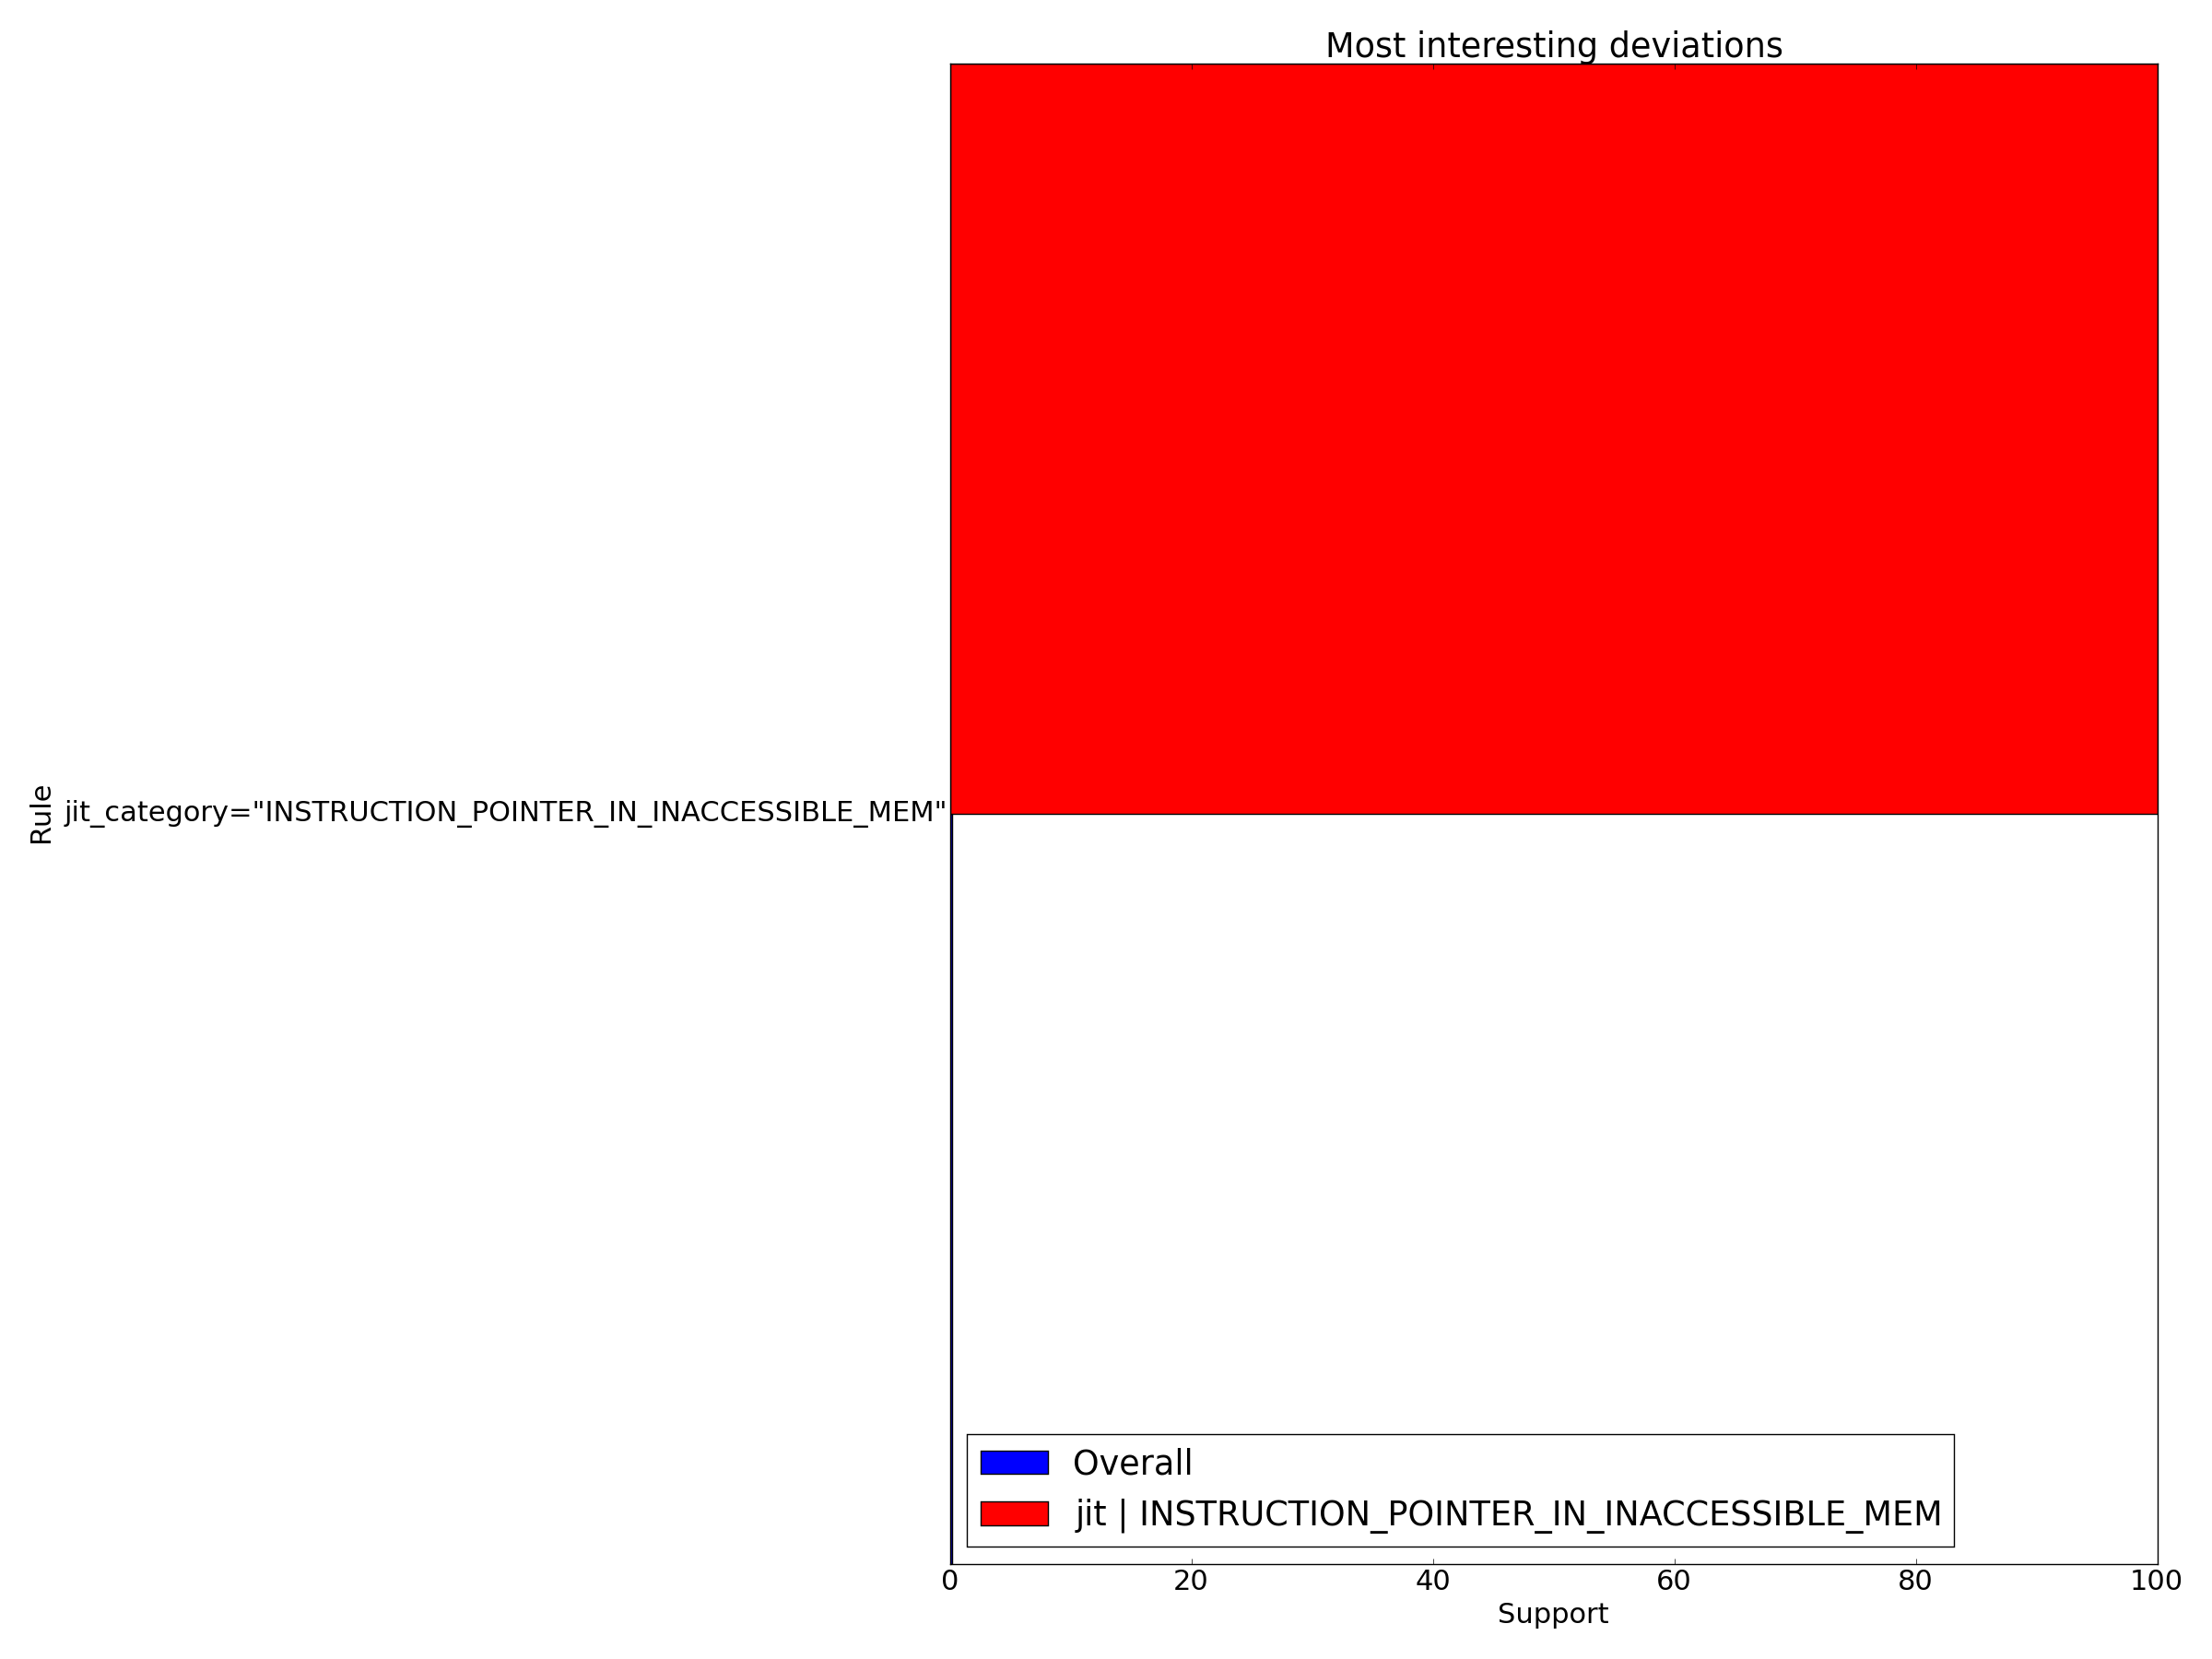 Most interesting deviations
Rule
jit_category="INSTRUCTION_POINTER_IN_INACCESSIBLE_MEM"
Overall
jit | INSTRUCTION_POINTER_IN_INACCESSIBLE_MEM
0 20 40 60 80 100
Support